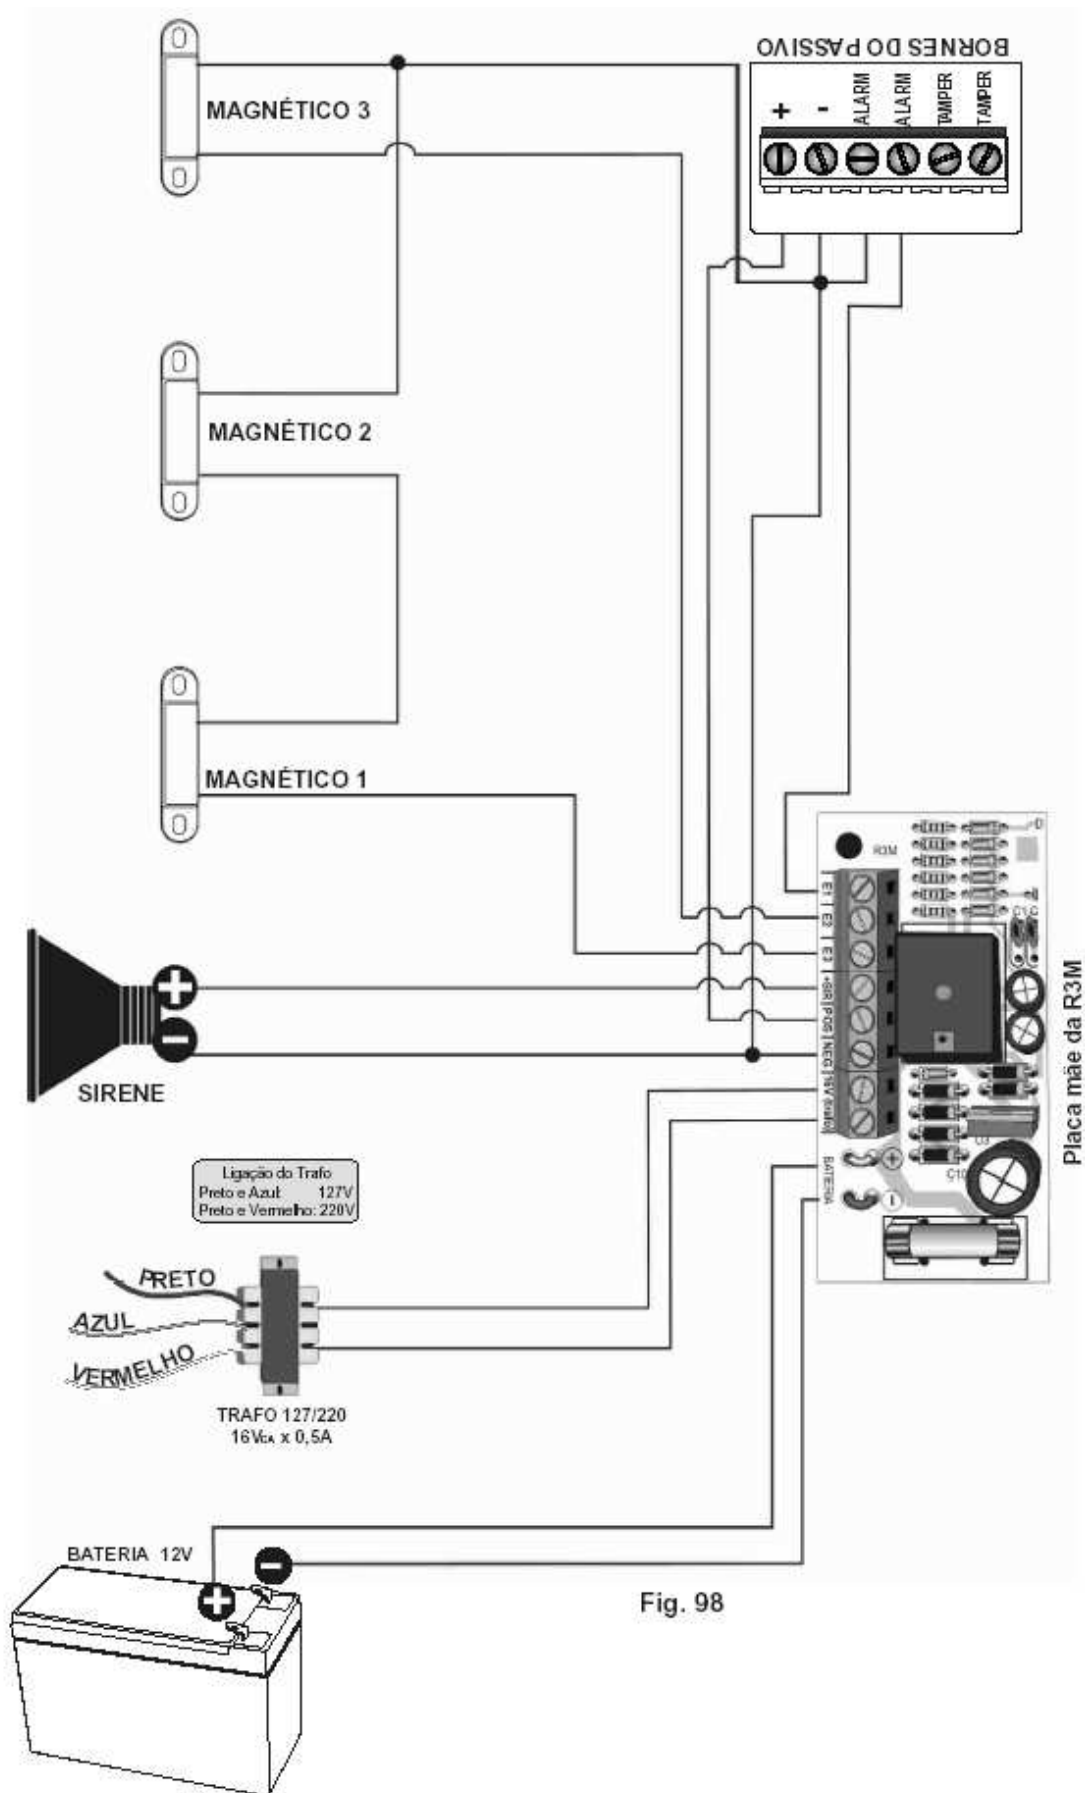 BORNES DO PASSIVO
+
-
ALARM
ALARM
TAMPER
TAMPER
MAGNÉTICO 3
MAGNÉTICO 2
MAGNÉTICO 1
R3M
E1
E2
E3
+SIR
POS
NEG
16V (trafo)
BATERIA
+
-
C10
Placa mãe da R3M
+
-
SIRENE
Ligação do Trafo
Preto e Azul: 127V
Preto e Vermelho: 220V
PRETO
AZUL
VERMELHO
TRAFO 127/220
16VCA x 0,5A
BATERIA 12V
-
+
Fig. 98